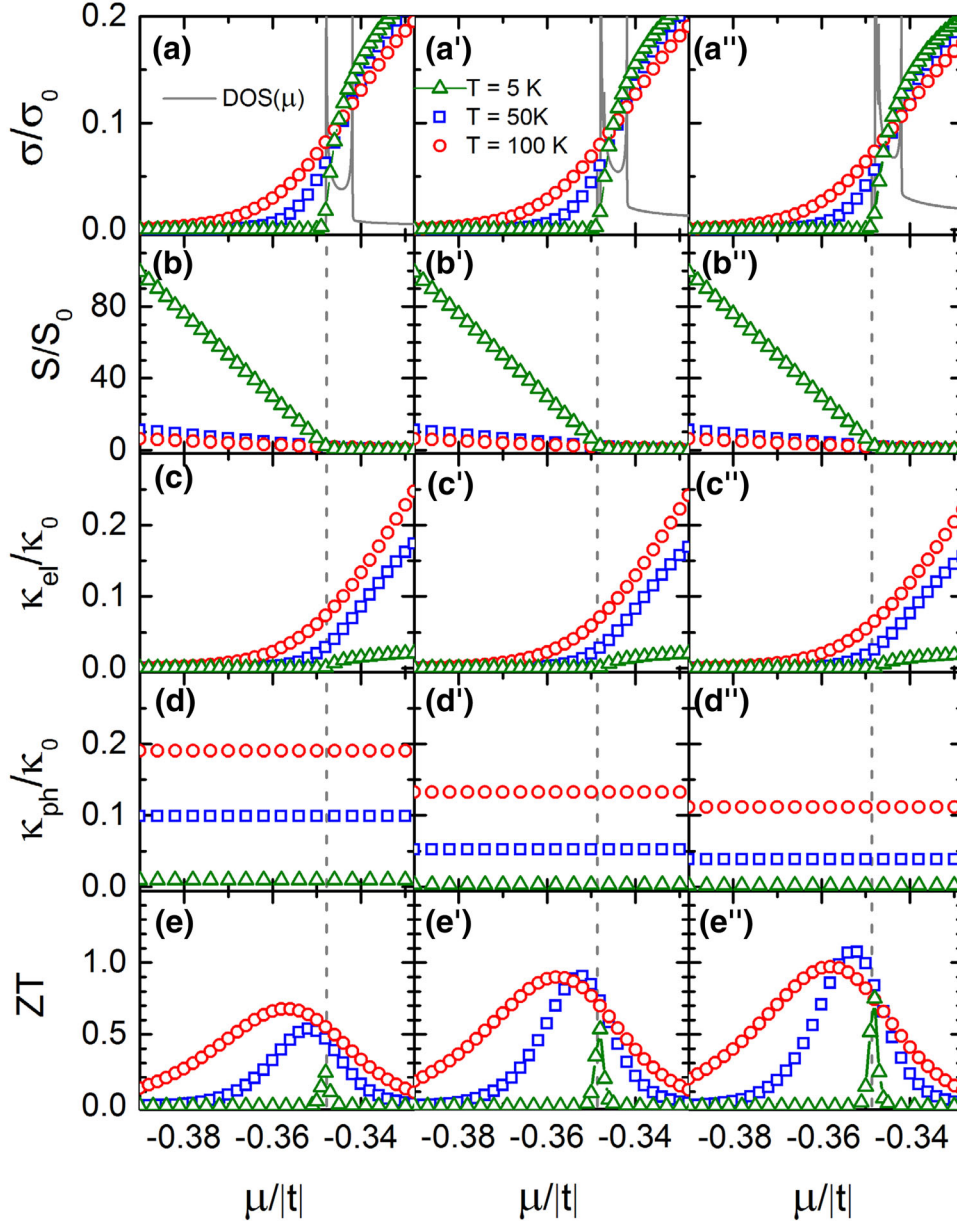 (a) (a') (a'')
DOS(μ)
T = 5 K
T = 50K
T = 100 K
σ/σ0
0.2
0.1
0.0
(b) (b') (b'')
S/S0
80
40
0
(c) (c') (c'')
κel/κ0
0.2
0.1
0.0
(d) (d') (d'')
κph/κ0
0.2
0.1
0.0
(e) (e') (e'')
ZT
1.0
0.5
0.0
-0.38 -0.36 -0.34 -0.38 -0.36 -0.34 -0.38 -0.36 -0.34
μ/|t| μ/|t| μ/|t|